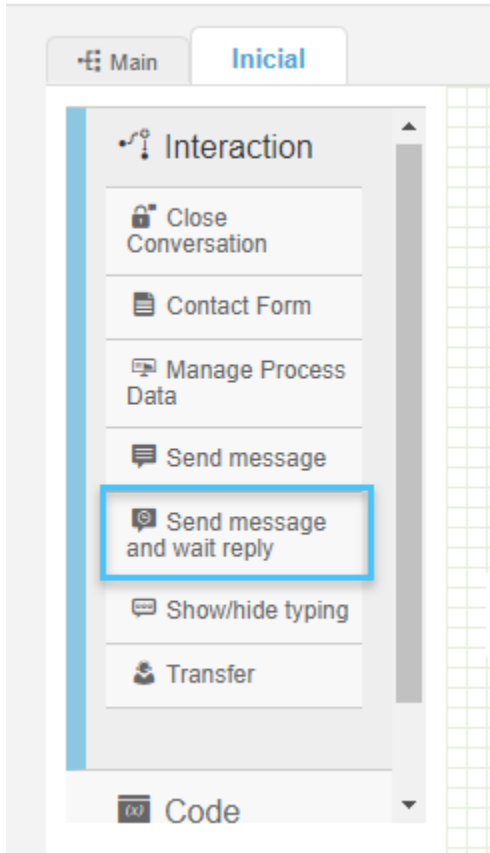 Main
Inicial
Interaction
Close
Conversation
Contact Form
Manage Process
Data
Send message
Send message
and wait reply
Show/hide typing
Transfer
(x) Code